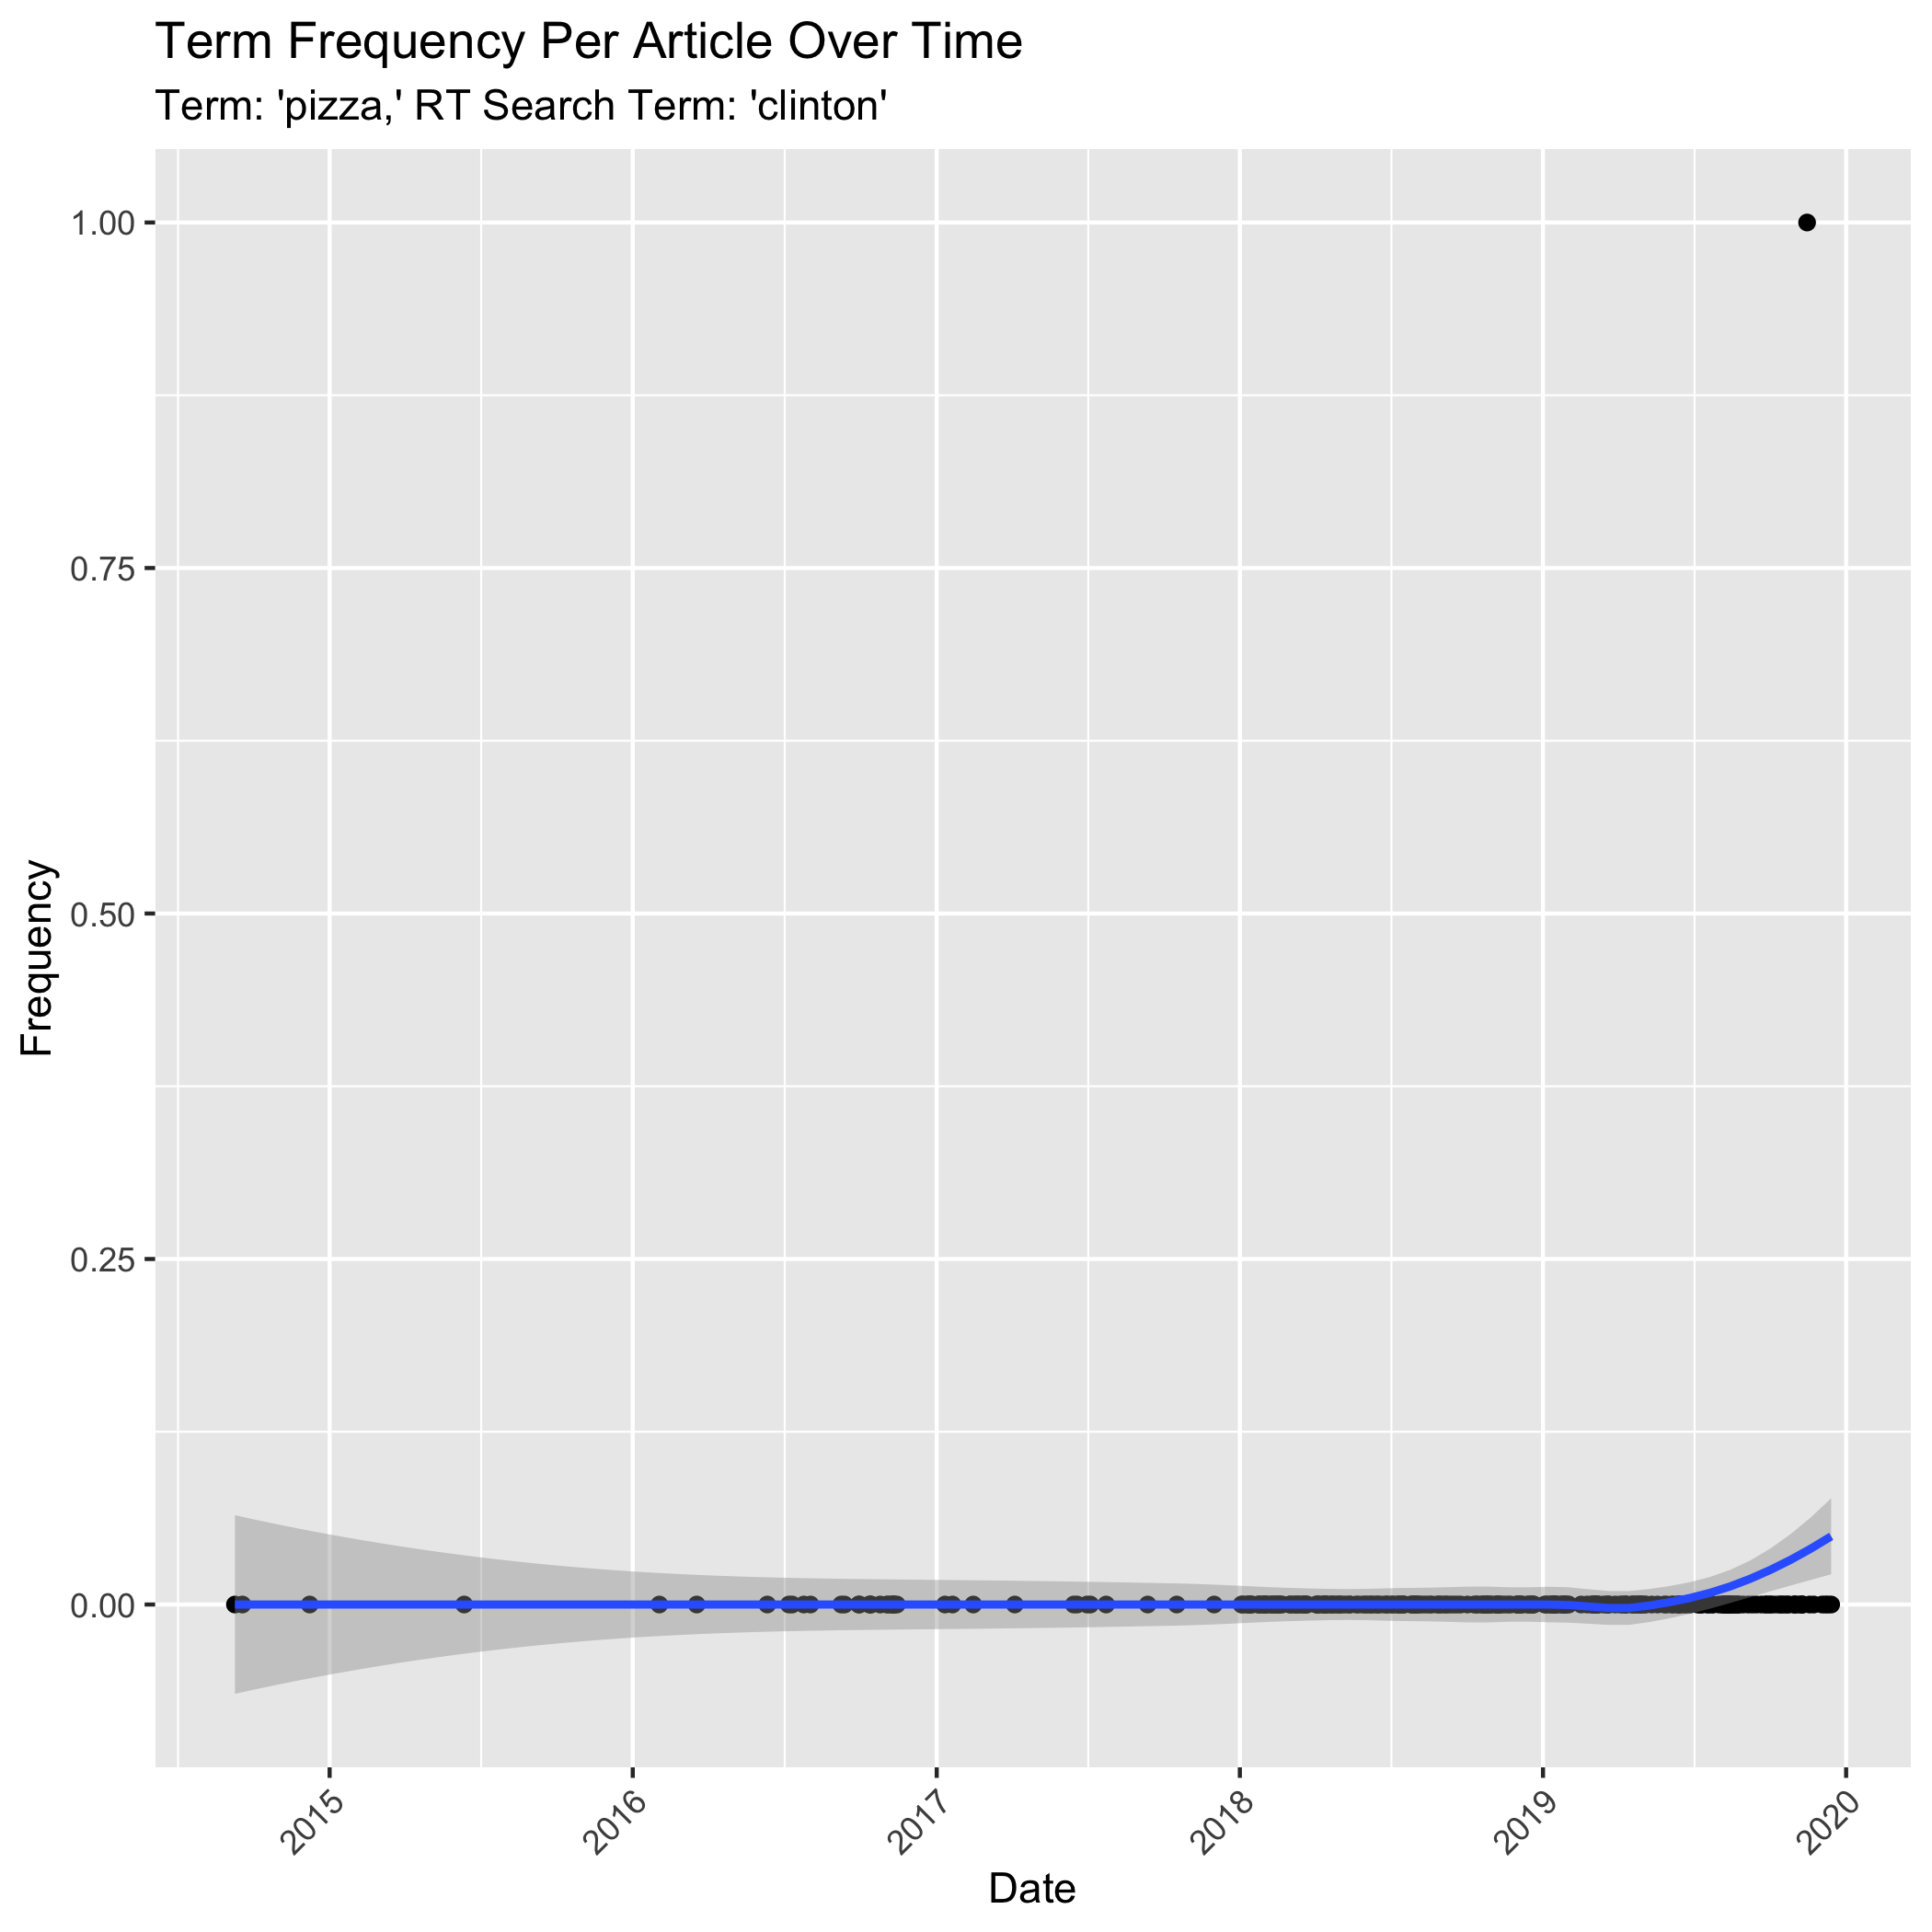 Term Frequency Per Article Over Time
Term: 'pizza,' RT Search Term: 'clinton'
1.00
0.75
0.50
0.25
0.00
Frequency
2015
2016
2017
2018
2019
2020
Date